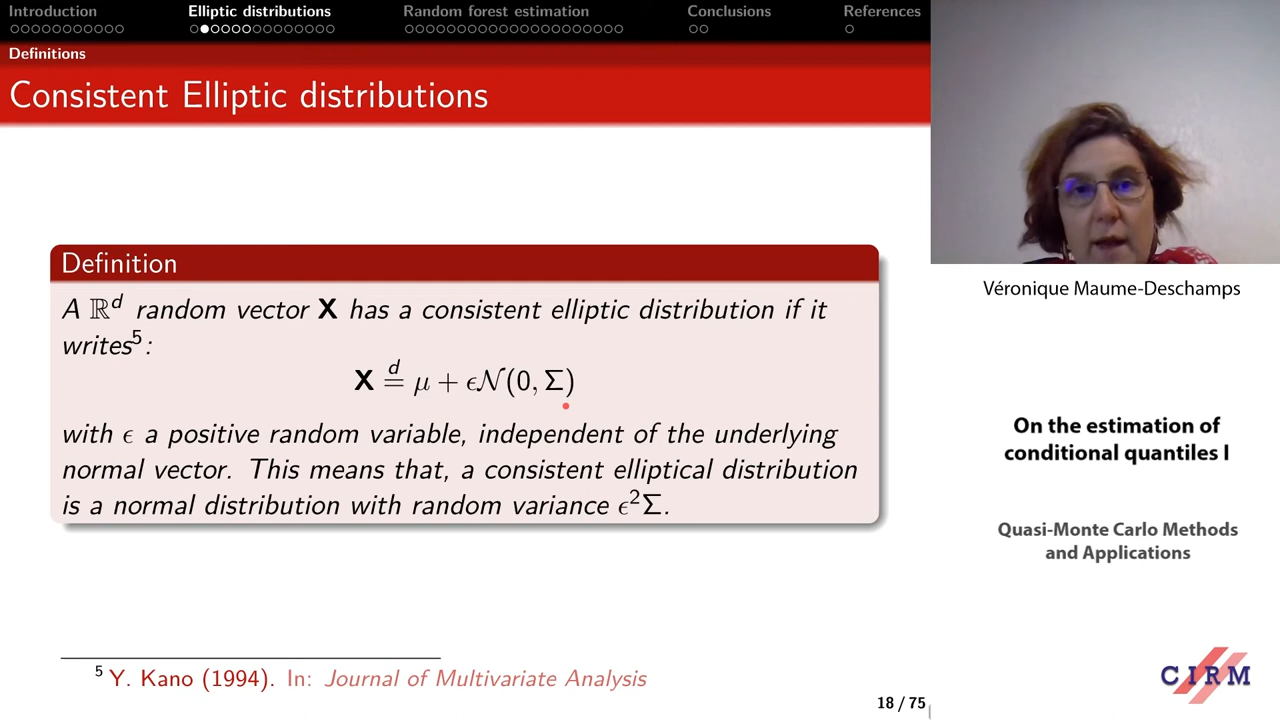 Introduction
Elliptic distributions
Random forest estimation
Conclusions
References
Definitions
Consistent Elliptic distributions
Definition
A ℝᵈ random vector X has a consistent elliptic distribution if it
writes⁵:
X =ᵈ μ + ϵ𝒩(0, Σ)
with ϵ a positive random variable, independent of the underlying
normal vector. This means that, a consistent elliptical distribution
is a normal distribution with random variance ϵ²Σ.
⁵ Y. Kano (1994). In: Journal of Multivariate Analysis
18 / 75
Véronique Maume-Deschamps
On the estimation of
conditional quantiles I
Quasi-Monte Carlo Methods
and Applications
CIRM